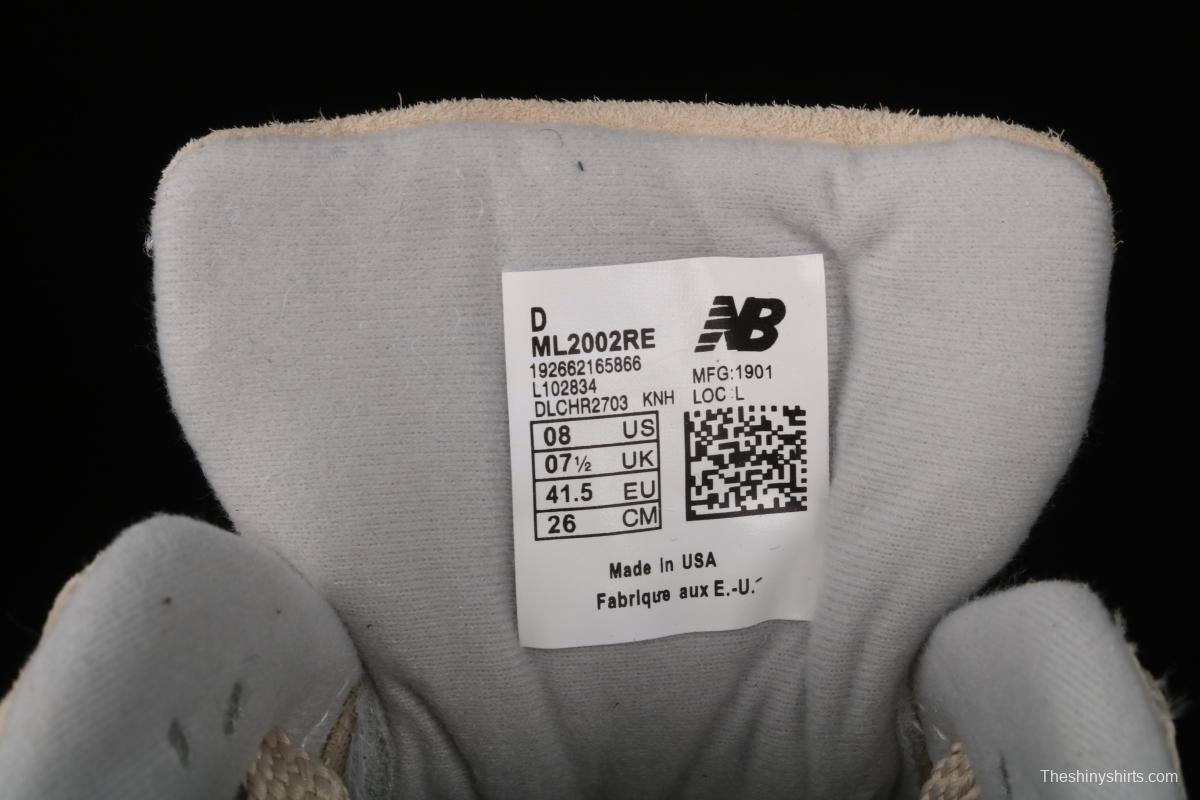 D
ML2002RE
192662165866
L102834
DLCHR2703 KNH
08 US
07½ UK
41.5 EU
26 CM
NB
MFG:1901
LOC:L
Made in USA
Fabrique aux E.-U.
Theshinyshirts.com